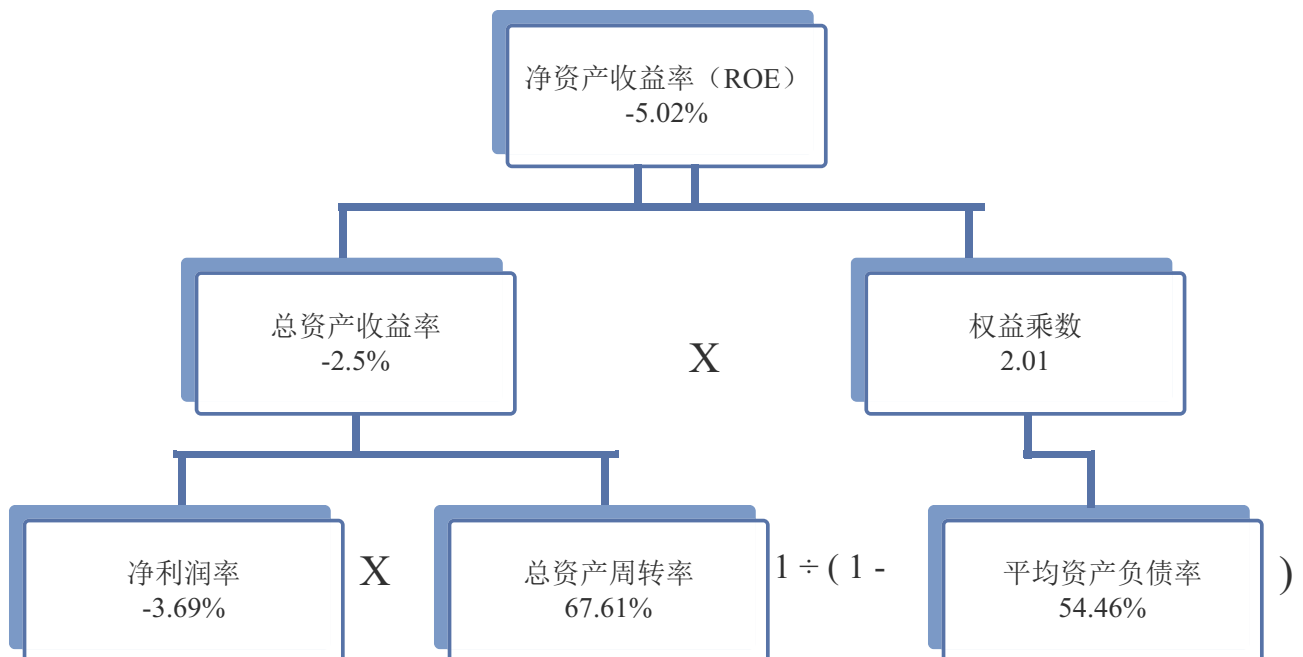 净资产收益率（ROE）
-5.02%
总资产收益率
-2.5%
X
权益乘数
2.01
净利润率
-3.69%
X
总资产周转率
67.61%
1 ÷ ( 1 -
平均资产负债率
54.46%
)